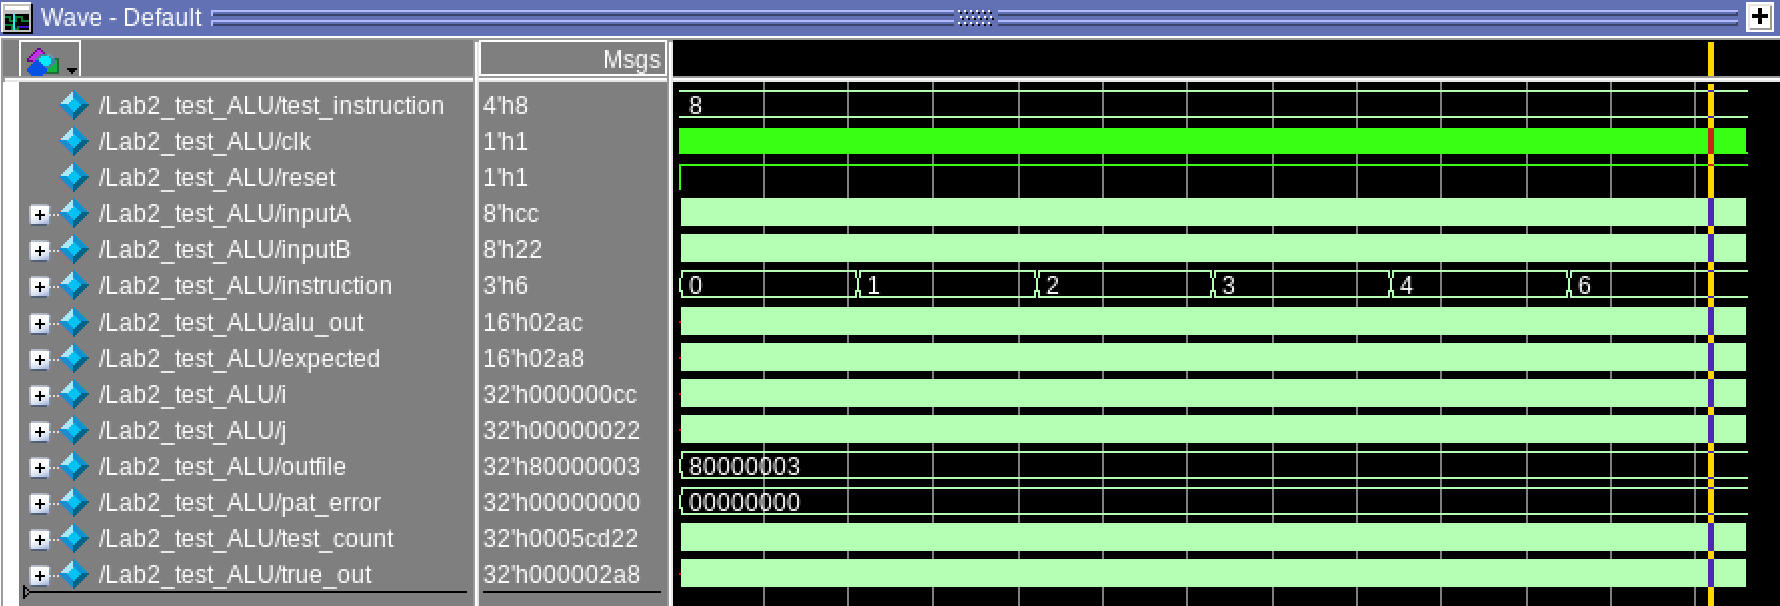 Wave - Default
Msgs
/Lab2_test_ALU/test_instruction 4'h8 8
/Lab2_test_ALU/clk 1'h1
/Lab2_test_ALU/reset 1'h1
/Lab2_test_ALU/inputA 8'hcc
/Lab2_test_ALU/inputB 8'h22
/Lab2_test_ALU/instruction 3'h6 0 1 2 3 4 6
/Lab2_test_ALU/alu_out 16'h02ac
/Lab2_test_ALU/expected 16'h02a8
/Lab2_test_ALU/i 32'h000000cc
/Lab2_test_ALU/j 32'h00000022
/Lab2_test_ALU/outfile 32'h80000003 80000003
/Lab2_test_ALU/pat_error 32'h00000000 00000000
/Lab2_test_ALU/test_count 32'h0005cd22
/Lab2_test_ALU/true_out 32'h000002a8